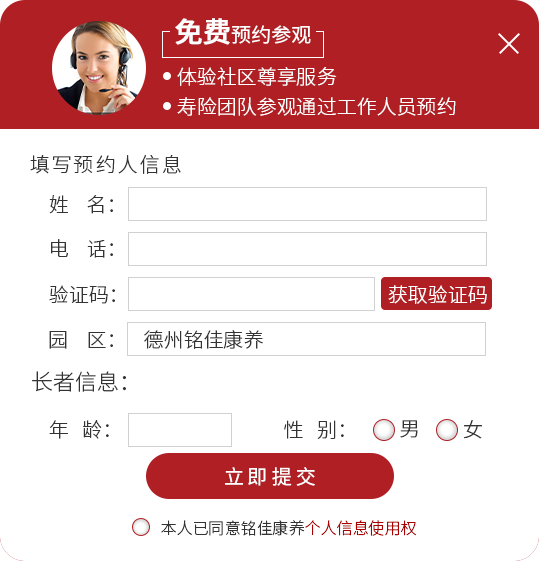 免费预约参观
体验社区尊享服务
寿险团队参观通过工作人员预约
填写预约人信息
姓 名：
电 话：
验证码： 获取验证码
园 区： 德州铭佳康养
长者信息：
年 龄： 性 别： 男 女
立即提交
本人已同意铭佳康养个人信息使用权